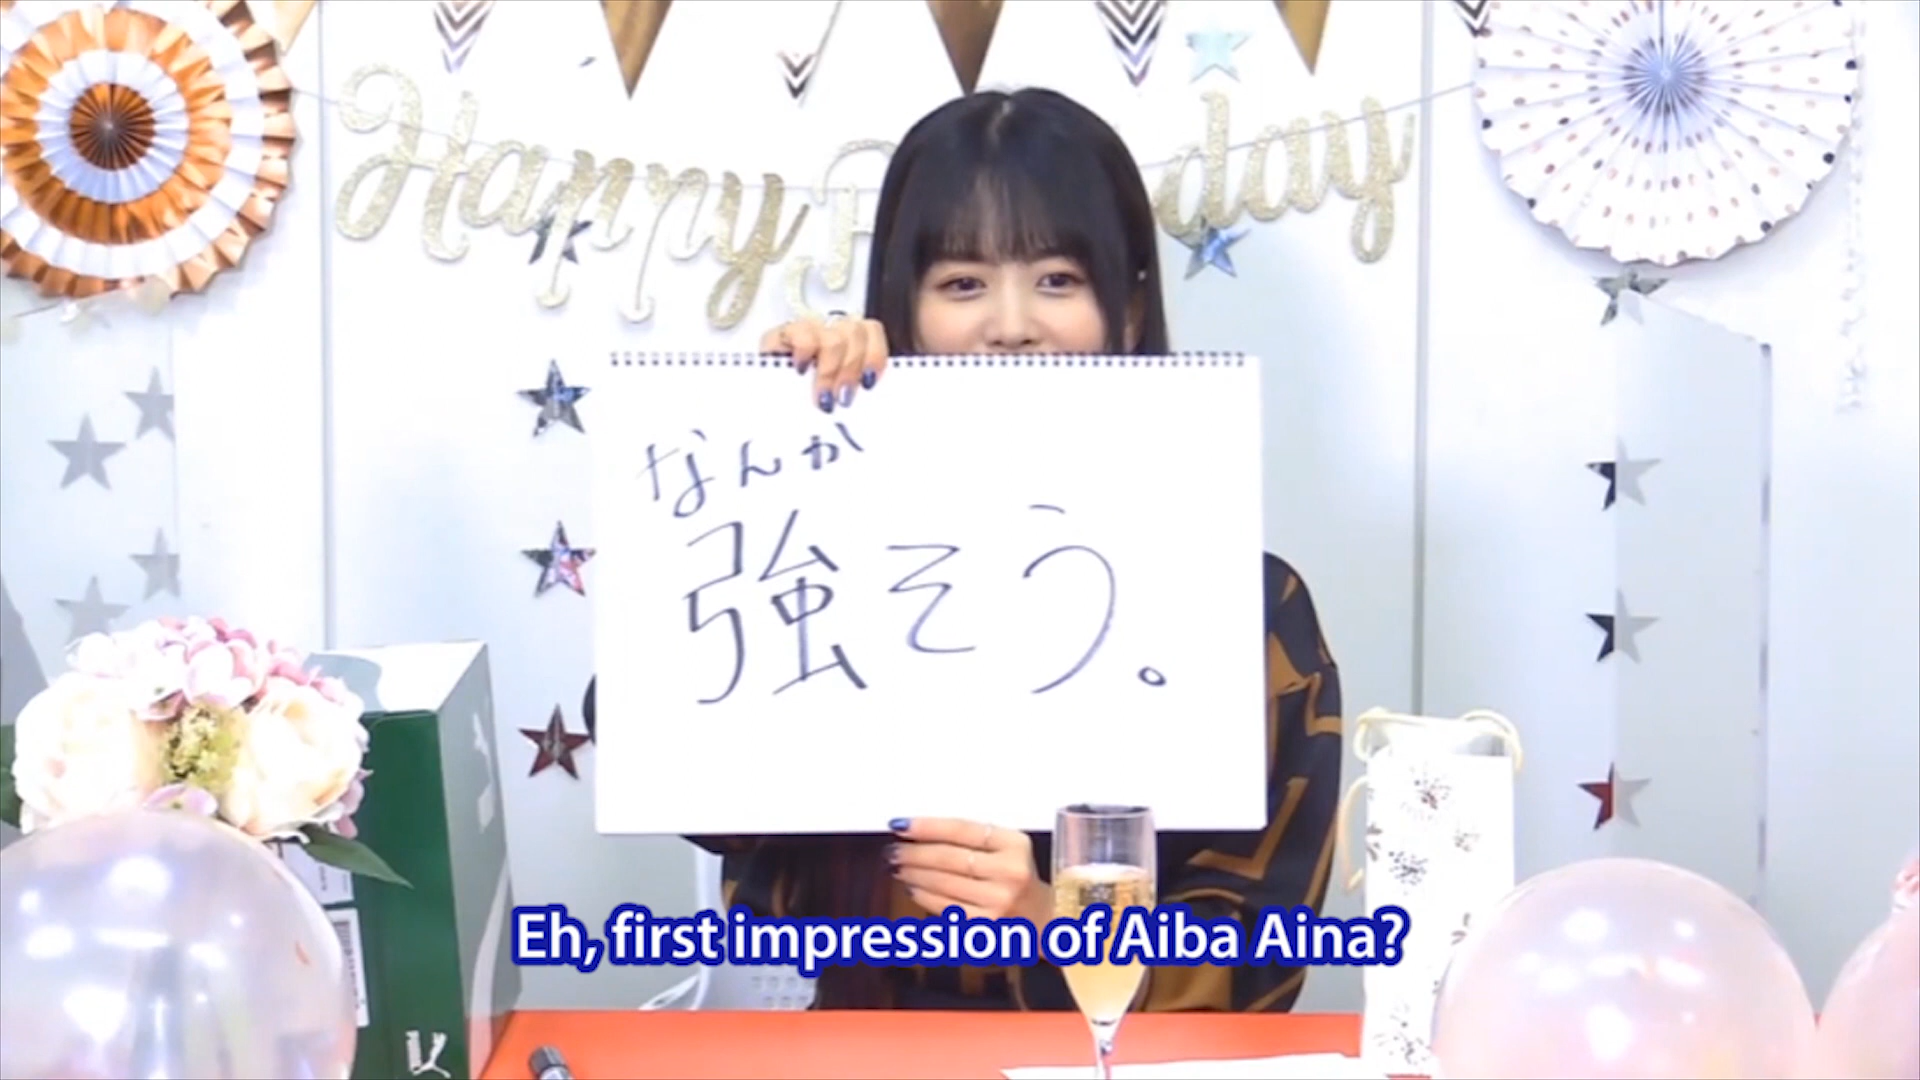 Happy B day
なんか
強そう。
Eh, first impression of Aiba Aina?